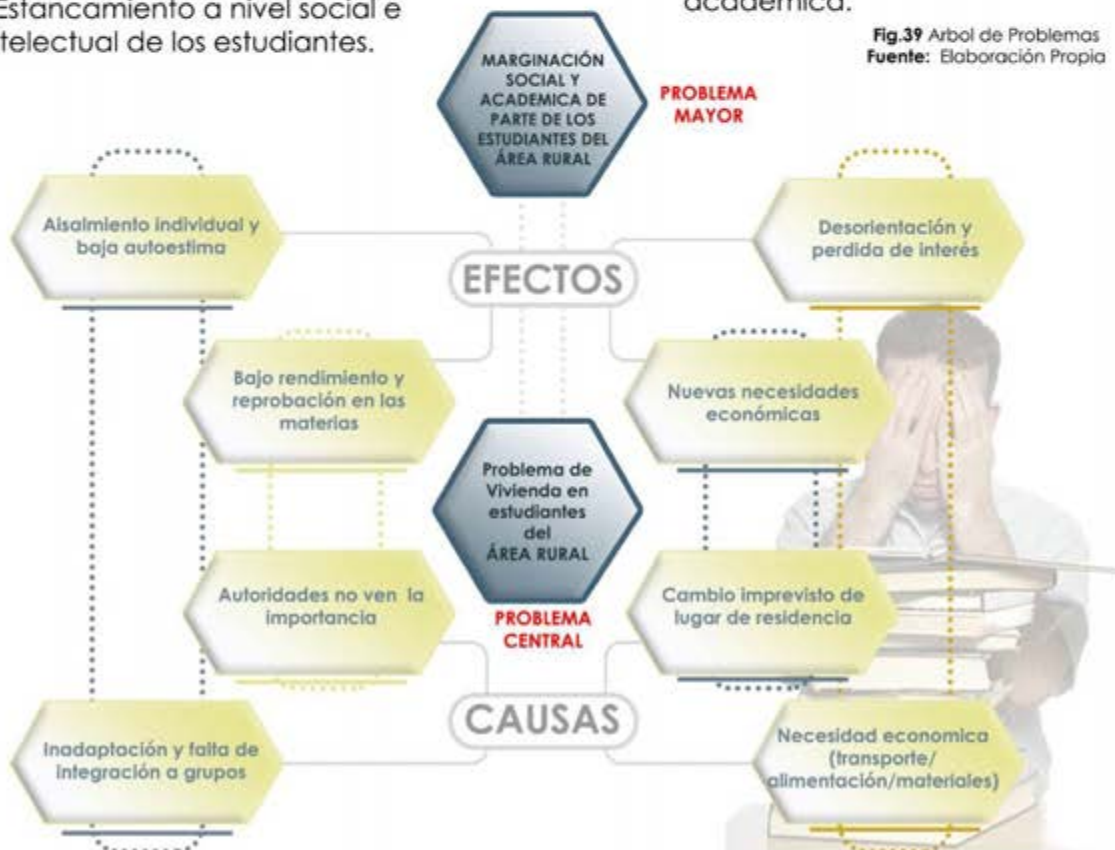 Estancamiento a nivel social e
telectual de los estudiantes.
académica.
Fig.39 Arbol de Problemas
Fuente: Elaboración Propia
MARGINACIÓN
SOCIAL Y
ACADEMICA DE
PARTE DE LOS
ESTUDIANTES DEL
ÁREA RURAL
PROBLEMA
MAYOR
Aisalmiento individual y
baja autoestima
Desorientación y
perdida de interés
EFECTOS
Bajo rendimiento y
reprobación en las
materias
Nuevas necesidades
económicas
Problema de
Vivienda en
estudiantes
del
ÁREA RURAL
PROBLEMA
CENTRAL
Autoridades no ven la
importancia
Cambio imprevisto de
lugar de residencia
CAUSAS
Inadaptación y falta de
integración a grupos
Necesidad economica
(transporte/
alimentación/materiales)